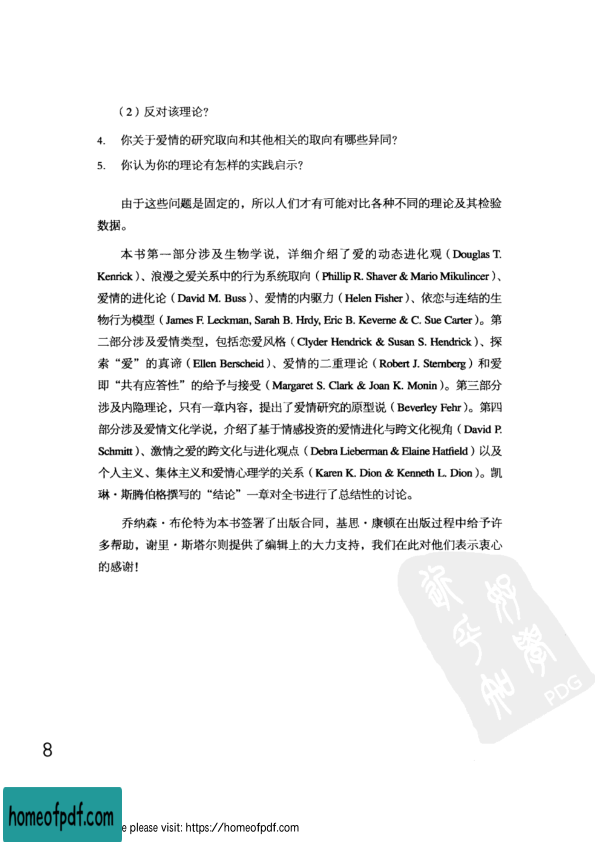 （2）反对该理论?
4. 你关于爱情的研究取向和其他相关的取向有哪些异同?
5. 你认为你的理论有怎样的实践启示?
由于这些问题是固定的，所以人们才有可能对比各种不同的理论及其检验
数据。
本书第一部分涉及生物学说，详细介绍了爱的动态进化观（Douglas T.
Kenrick）、浪漫之爱关系中的行为系统取向（Phillip R. Shaver & Mario Mikulincer）、
爱情的进化论（David M. Buss）、爱情的内驱力（Helen Fisher）、依恋与连结的生
物行为模型（James F. Leckman, Sarah B. Hrdy, Eric B. Keverne & C. Sue Carter）。第
二部分涉及爱情类型，包括恋爱风格（Clyder Hendrick & Susan S. Hendrick）、探
索“爱”的真谛（Ellen Berscheid）、爱情的二重理论（Robert J. Sternberg）和爱
即“共有应答性”的给予与接受（Margaret S. Clark & Joan K. Monin）。第三部分
涉及内隐理论，只有一章内容，提出了爱情研究的原型说（Beverley Fehr）。第四
部分涉及爱情文化学说，介绍了基于情感投资的爱情进化与跨文化视角（David P.
Schmitt）、激情之爱的跨文化与进化观点（Debra Lieberman & Elaine Hatfield）以及
个人主义、集体主义和爱情心理学的关系（Karen K. Dion & Kenneth L. Dion）。凯
琳·斯腾伯格撰写的“结论”一章对全书进行了总结性的讨论。
乔纳森·布伦特为本书签署了出版合同，基思·康顿在出版过程中给予许
多帮助，谢里·斯塔尔则提供了编辑上的大力支持，我们在此对他们表示衷心
的感谢!
PDG
8
homeofpdf.com
e please visit: https://homeofpdf.com